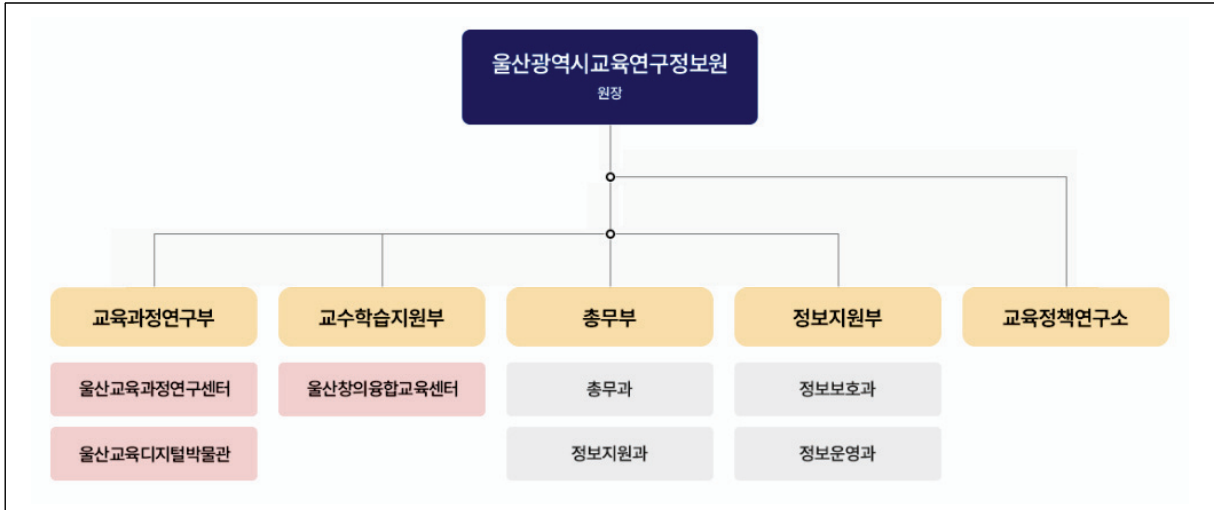 울산광역시교육연구정보원
원장
교육과정연구부
교수학습지원부
총무부
정보지원부
교육정책연구소
울산교육과정연구센터
울산창의융합교육센터
총무과
정보보호과
울산교육디지털박물관
정보지원과
정보운영과